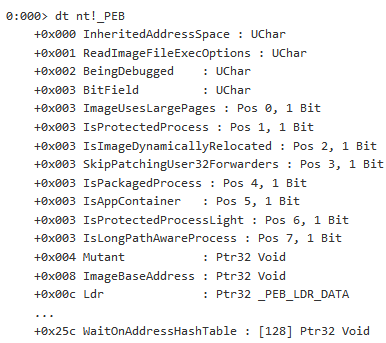 0:000> dt nt!_PEB
+0x000 InheritedAddressSpace : UChar
+0x001 ReadImageFileExecOptions : UChar
+0x002 BeingDebugged    : UChar
+0x003 BitField         : UChar
+0x003 ImageUsesLargePages : Pos 0, 1 Bit
+0x003 IsProtectedProcess : Pos 1, 1 Bit
+0x003 IsImageDynamicallyRelocated : Pos 2, 1 Bit
+0x003 SkipPatchingUser32Forwarders : Pos 3, 1 Bit
+0x003 IsPackagedProcess : Pos 4, 1 Bit
+0x003 IsAppContainer   : Pos 5, 1 Bit
+0x003 IsProtectedProcessLight : Pos 6, 1 Bit
+0x003 IsLongPathAwareProcess : Pos 7, 1 Bit
+0x004 Mutant           : Ptr32 Void
+0x008 ImageBaseAddress : Ptr32 Void
+0x00c Ldr              : Ptr32 _PEB_LDR_DATA
...
+0x25c WaitOnAddressHashTable : [128] Ptr32 Void